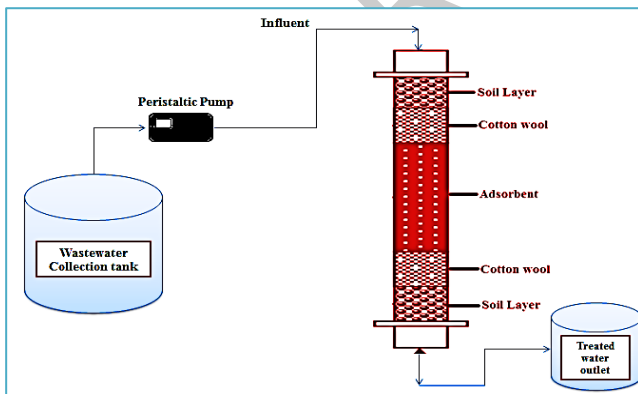 Influent
Peristaltic Pump
Soil Layer
Cotton wool
Adsorbent
Wastewater
Collection tank
Cotton wool
Soil Layer
Treated
water
outlet